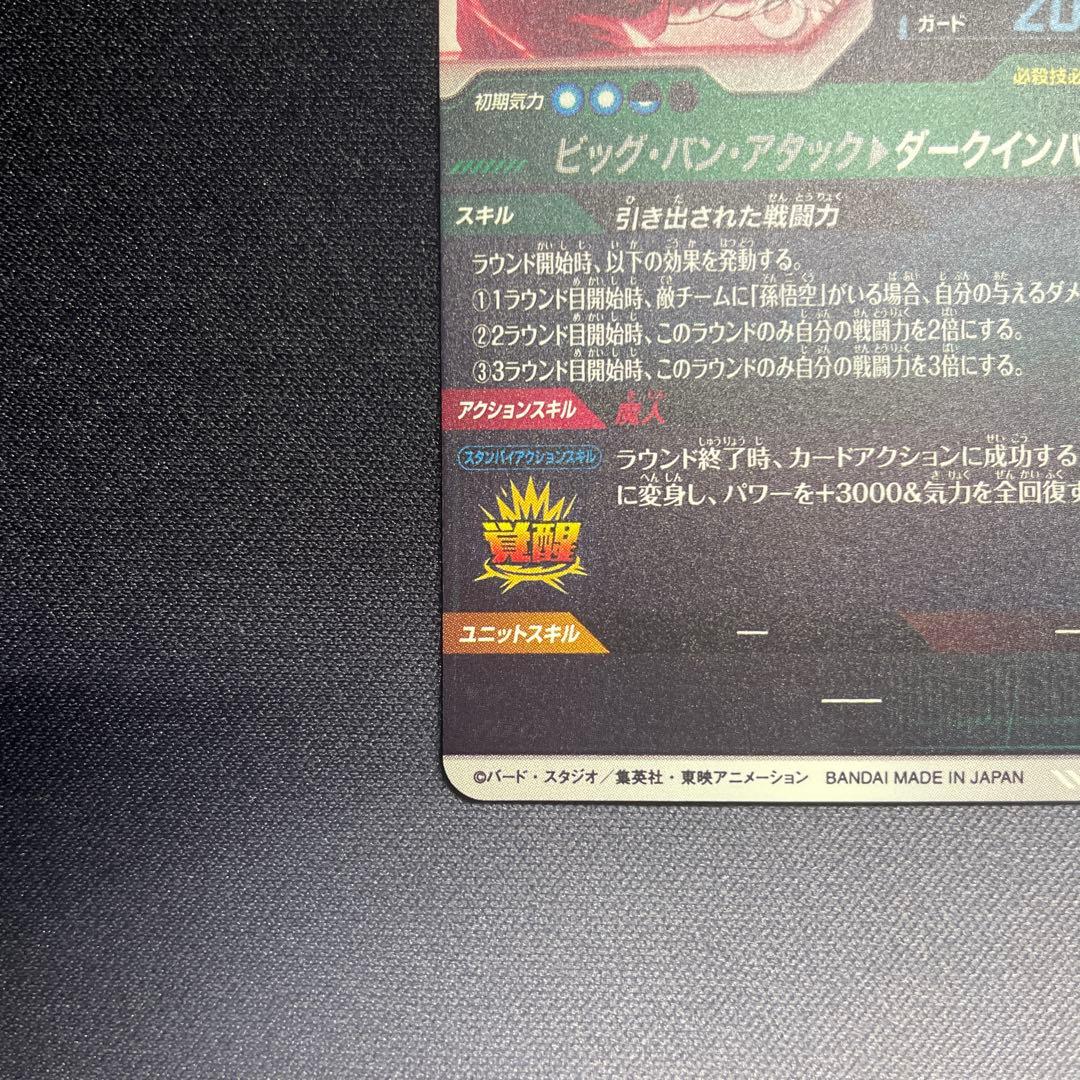 ガード 20
必殺技必
初期気力
ビッグ・バン・アタック▶ダークインパ
スキル 引き出された戦闘力
ラウンド開始時、以下の効果を発動する。
①1ラウンド目開始時、敵チームに「孫悟空」がいる場合、自分の与えるダメ
②2ラウンド目開始時、このラウンドのみ自分の戦闘力を2倍にする。
③3ラウンド目開始時、このラウンドのみ自分の戦闘力を3倍にする。
アクションスキル 魔人
スタンバイアクションスキル ラウンド終了時、カードアクションに成功する
に変身し、パワーを+3000&気力を全回復す
覚醒
ユニットスキル ー ー
ー
©バード・スタジオ／集英社・東映アニメーション BANDAI MADE IN JAPAN